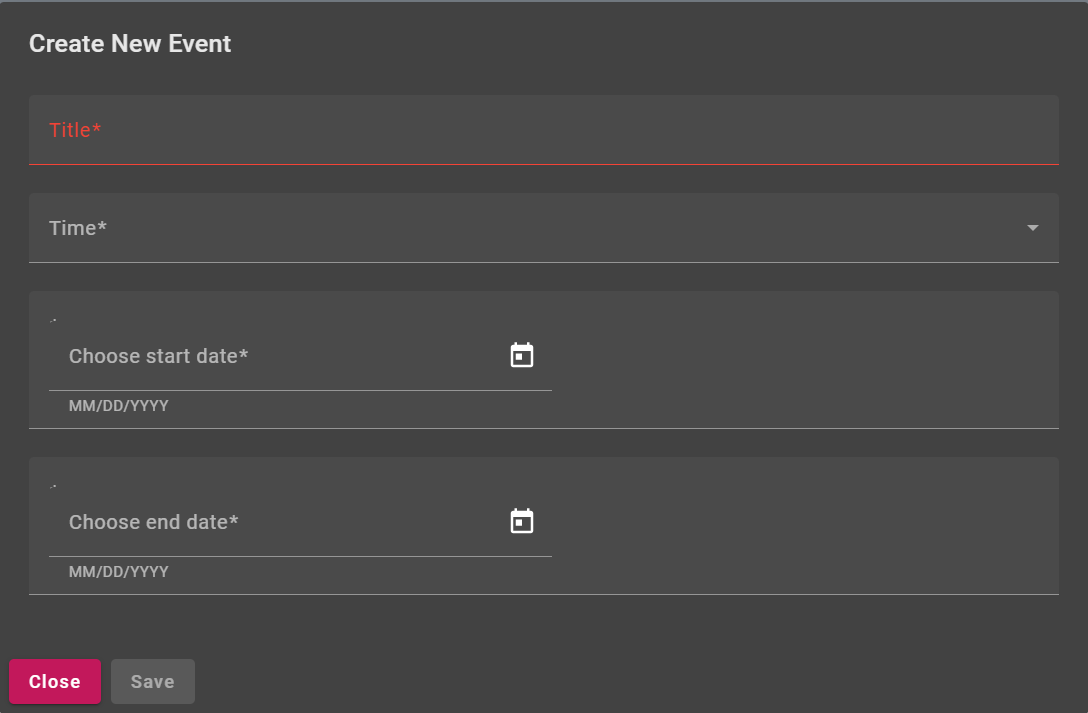 Create New Event
Title*
Time*
Choose start date*
MM/DD/YYYY
Choose end date*
MM/DD/YYYY
Close Save